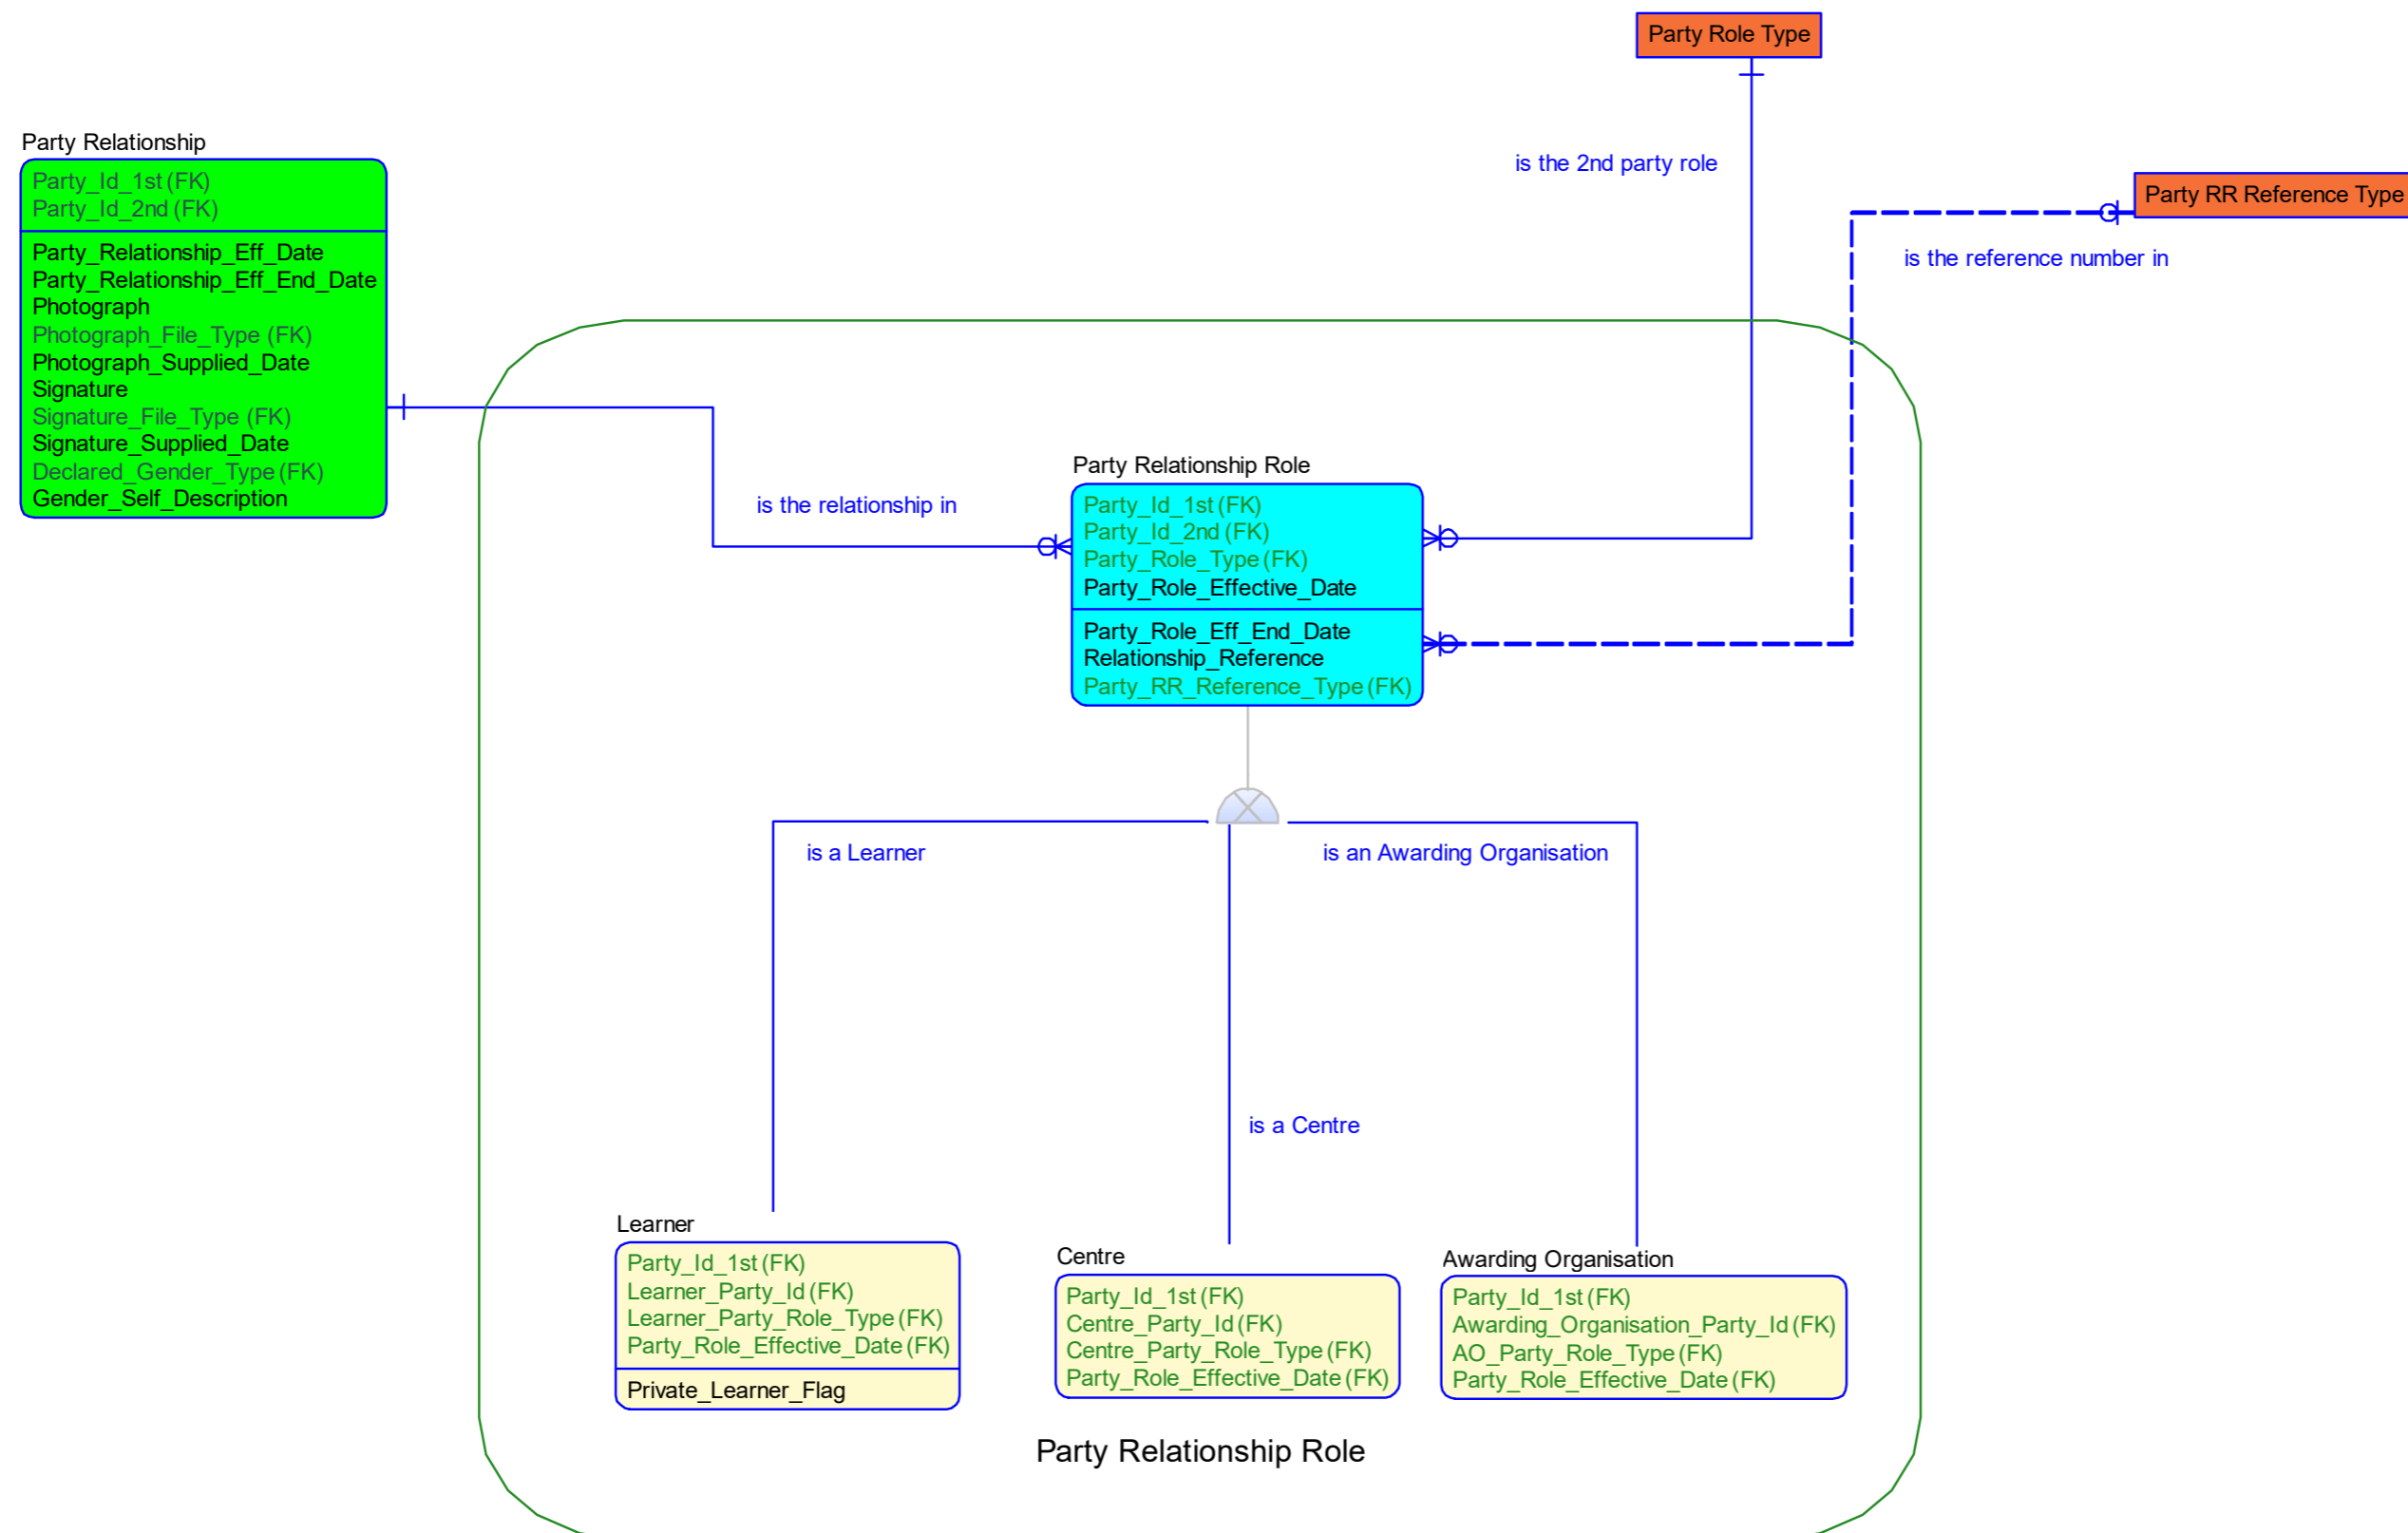 Party Role Type
is the 2nd party role
Party RR Reference Type
is the reference number in
Party Relationship
Party_Id_1st (FK)
Party_Id_2nd (FK)
Party_Relationship_Eff_Date
Party_Relationship_Eff_End_Date
Photograph
Photograph_File_Type (FK)
Photograph_Supplied_Date
Signature
Signature_File_Type (FK)
Signature_Supplied_Date
Declared_Gender_Type (FK)
Gender_Self_Description
is the relationship in
Party Relationship Role
Party_Id_1st (FK)
Party_Id_2nd (FK)
Party_Role_Type (FK)
Party_Role_Effective_Date
Party_Role_Eff_End_Date
Relationship_Reference
Party_RR_Reference_Type (FK)
is a Learner
is an Awarding Organisation
is a Centre
Learner
Party_Id_1st (FK)
Learner_Party_Id (FK)
Learner_Party_Role_Type (FK)
Party_Role_Effective_Date (FK)
Private_Learner_Flag
Centre
Party_Id_1st (FK)
Centre_Party_Id (FK)
Centre_Party_Role_Type (FK)
Party_Role_Effective_Date (FK)
Awarding Organisation
Party_Id_1st (FK)
Awarding_Organisation_Party_Id (FK)
AO_Party_Role_Type (FK)
Party_Role_Effective_Date (FK)
Party Relationship Role